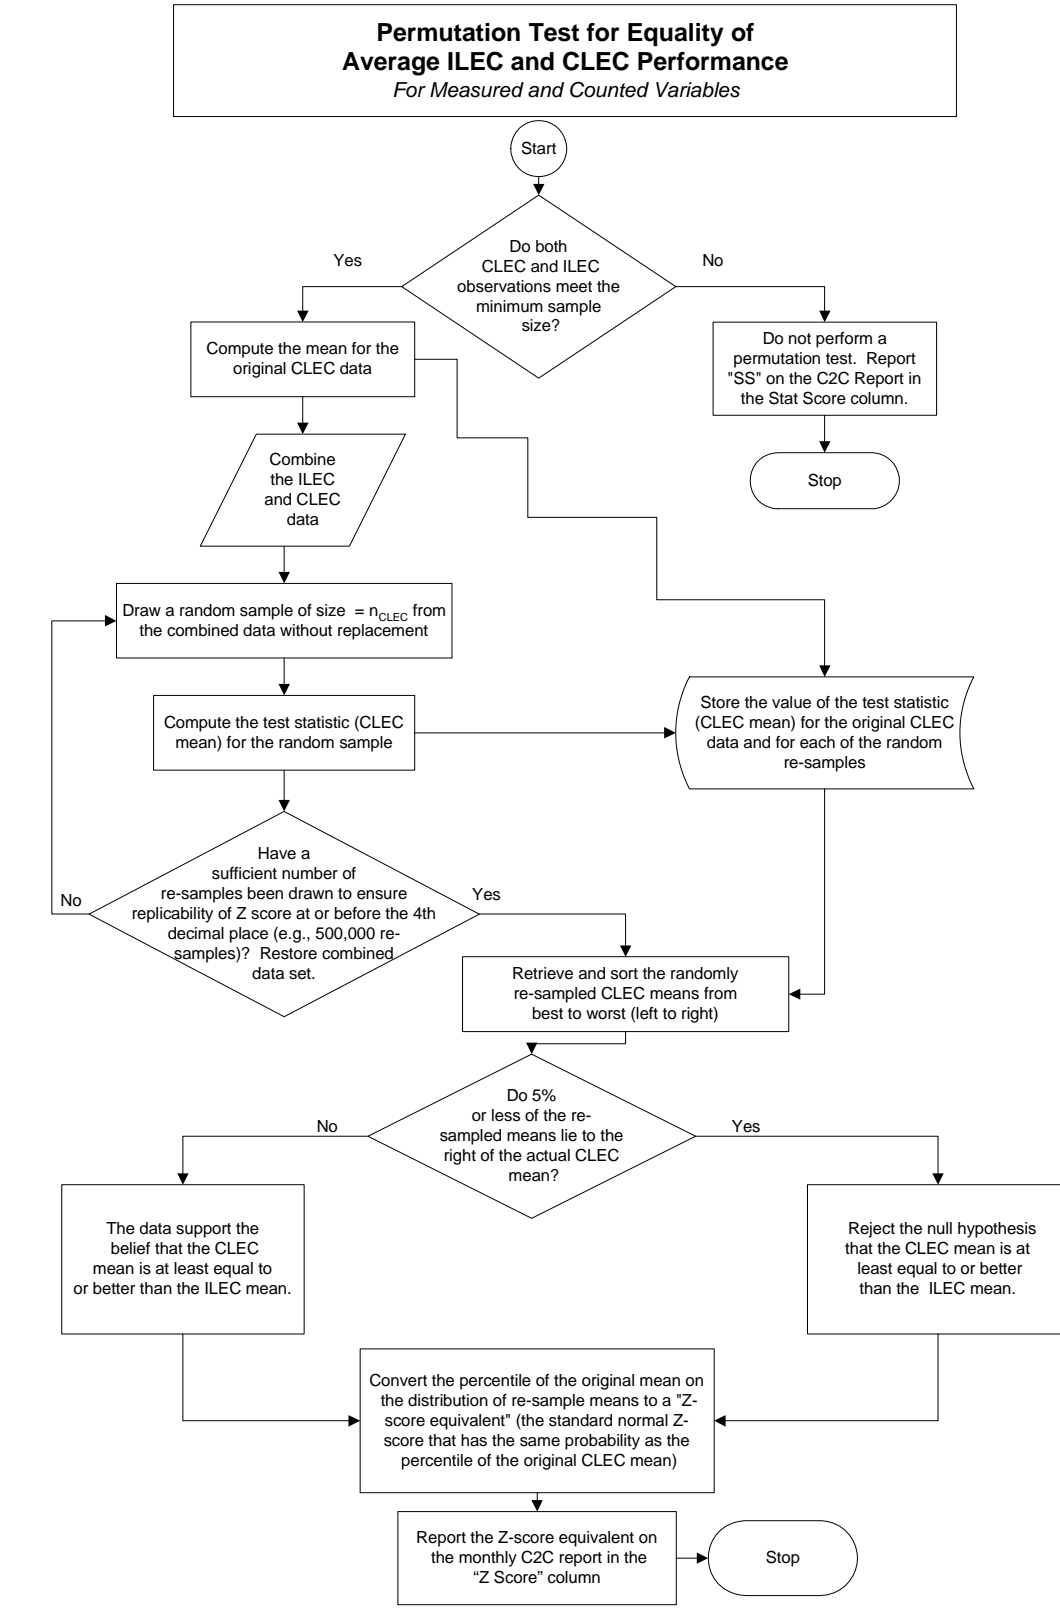 Permutation Test for Equality of
Average ILEC and CLEC Performance
For Measured and Counted Variables
Start
Do both
CLEC and ILEC
observations meet the
minimum sample
size?
Yes
No
Compute the mean for the
original CLEC data
Do not perform a
permutation test.  Report
"SS" on the C2C Report in
the Stat Score column.
Stop
Combine
the ILEC
and CLEC
data
Draw a random sample of size  = nCLEC from
the combined data without replacement
Compute the test statistic (CLEC
mean) for the random sample
Store the value of the test statistic
(CLEC mean) for the original CLEC
data and for each of the random
re-samples
Have a
sufficient number of
re-samples been drawn to ensure
replicability of Z score at or before the 4th
decimal place (e.g., 500,000 re-
samples)?  Restore combined
data set.
No
Yes
Retrieve and sort the randomly
re-sampled CLEC means from
best to worst (left to right)
Do 5%
or less of the re-
sampled means lie to the
right of the actual CLEC
mean?
No
Yes
The data support the
belief that the CLEC
mean is at least equal to
or better than the ILEC mean.
Reject the null hypothesis
that the CLEC mean is at
least equal to or better
than the  ILEC mean.
Convert the percentile of the original mean on
the distribution of re-sample means to a "Z-
score equivalent" (the standard normal Z-
score that has the same probability as the
percentile of the original CLEC mean)
Report the Z-score equivalent on
the monthly C2C report in the
“Z Score” column
Stop